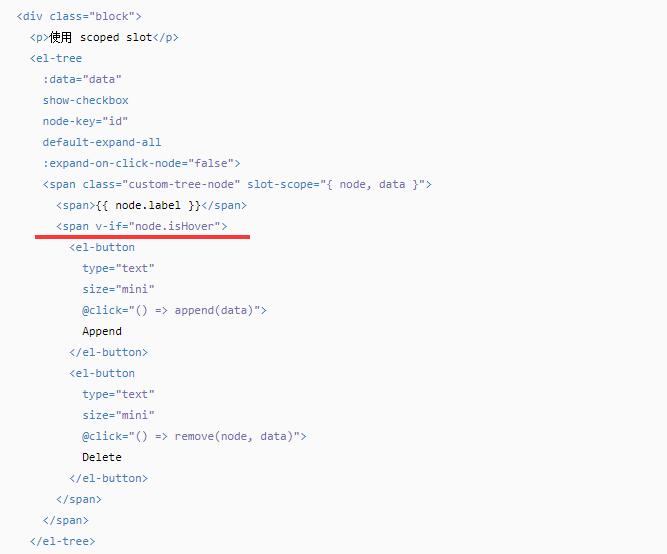 <div class="block">
<p>使用 scoped slot</p>
<el-tree
:data="data"
show-checkbox
node-key="id"
default-expand-all
:expand-on-click-node="false">
<span class="custom-tree-node" slot-scope="{ node, data }">
<span>{{ node.label }}</span>
<span v-if="node.isHover">
<el-button
type="text"
size="mini"
@click="() => append(data)">
Append
</el-button>
<el-button
type="text"
size="mini"
@click="() => remove(node, data)">
Delete
</el-button>
</span>
</span>
</el-tree>